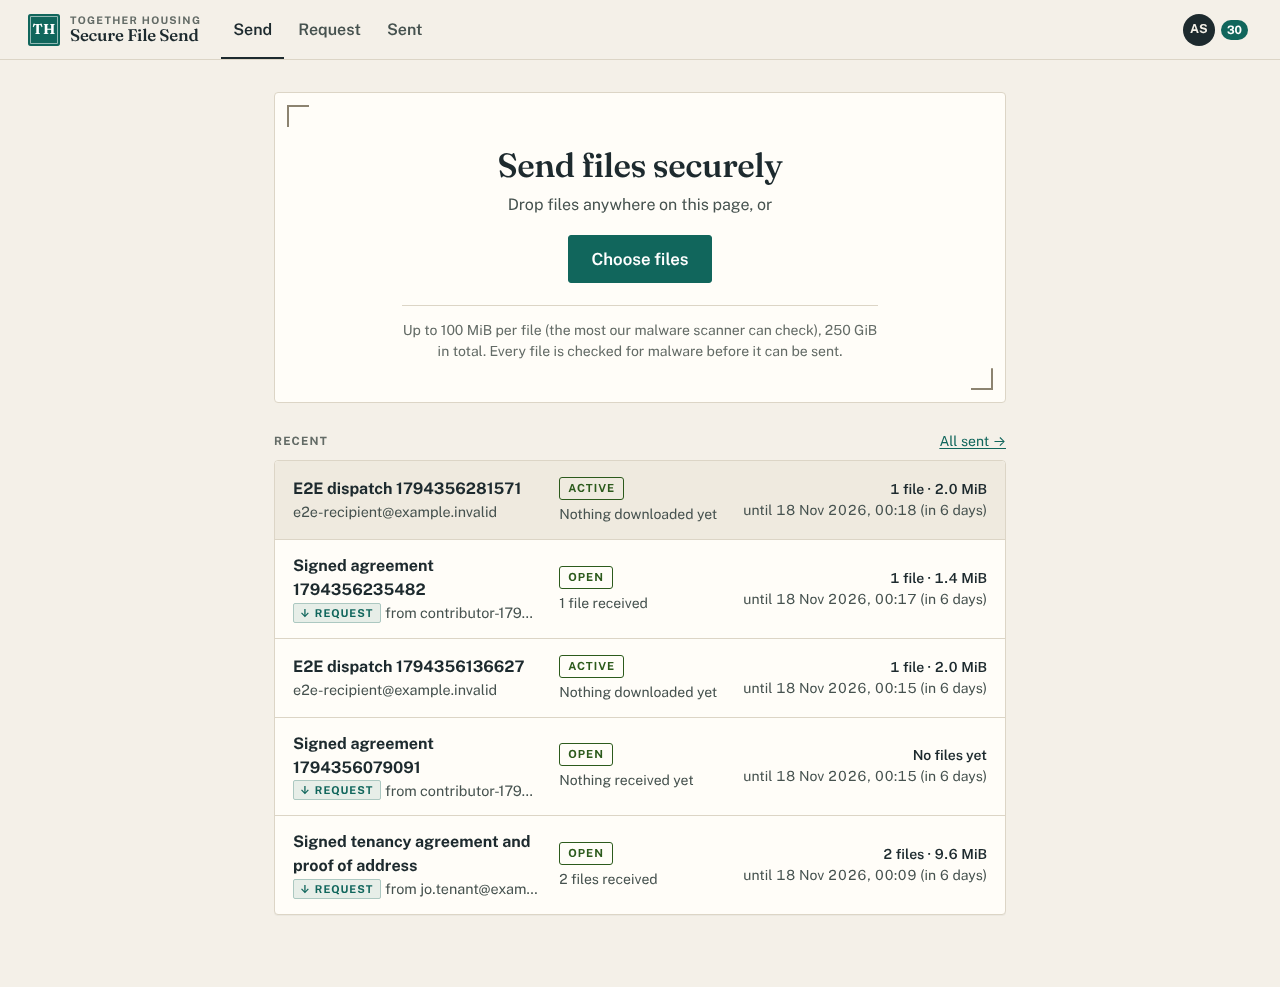 TH
TOGETHER HOUSING
Secure File Send
Send
Request
Sent
AS
30
Send files securely
Drop files anywhere on this page, or
Choose files
Up to 100 MiB per file (the most our malware scanner can check), 250 GiB
in total. Every file is checked for malware before it can be sent.
RECENT
All sent →
E2E dispatch 1794356281571
e2e-recipient@example.invalid
ACTIVE
Nothing downloaded yet
1 file · 2.0 MiB
until 18 Nov 2026, 00:18 (in 6 days)
Signed agreement
1794356235482
↓ REQUEST from contributor-179…
OPEN
1 file received
1 file · 1.4 MiB
until 18 Nov 2026, 00:17 (in 6 days)
E2E dispatch 1794356136627
e2e-recipient@example.invalid
ACTIVE
Nothing downloaded yet
1 file · 2.0 MiB
until 18 Nov 2026, 00:15 (in 6 days)
Signed agreement
1794356079091
↓ REQUEST from contributor-179…
OPEN
Nothing received yet
No files yet
until 18 Nov 2026, 00:15 (in 6 days)
Signed tenancy agreement and
proof of address
↓ REQUEST from jo.tenant@exam…
OPEN
2 files received
2 files · 9.6 MiB
until 18 Nov 2026, 00:09 (in 6 days)